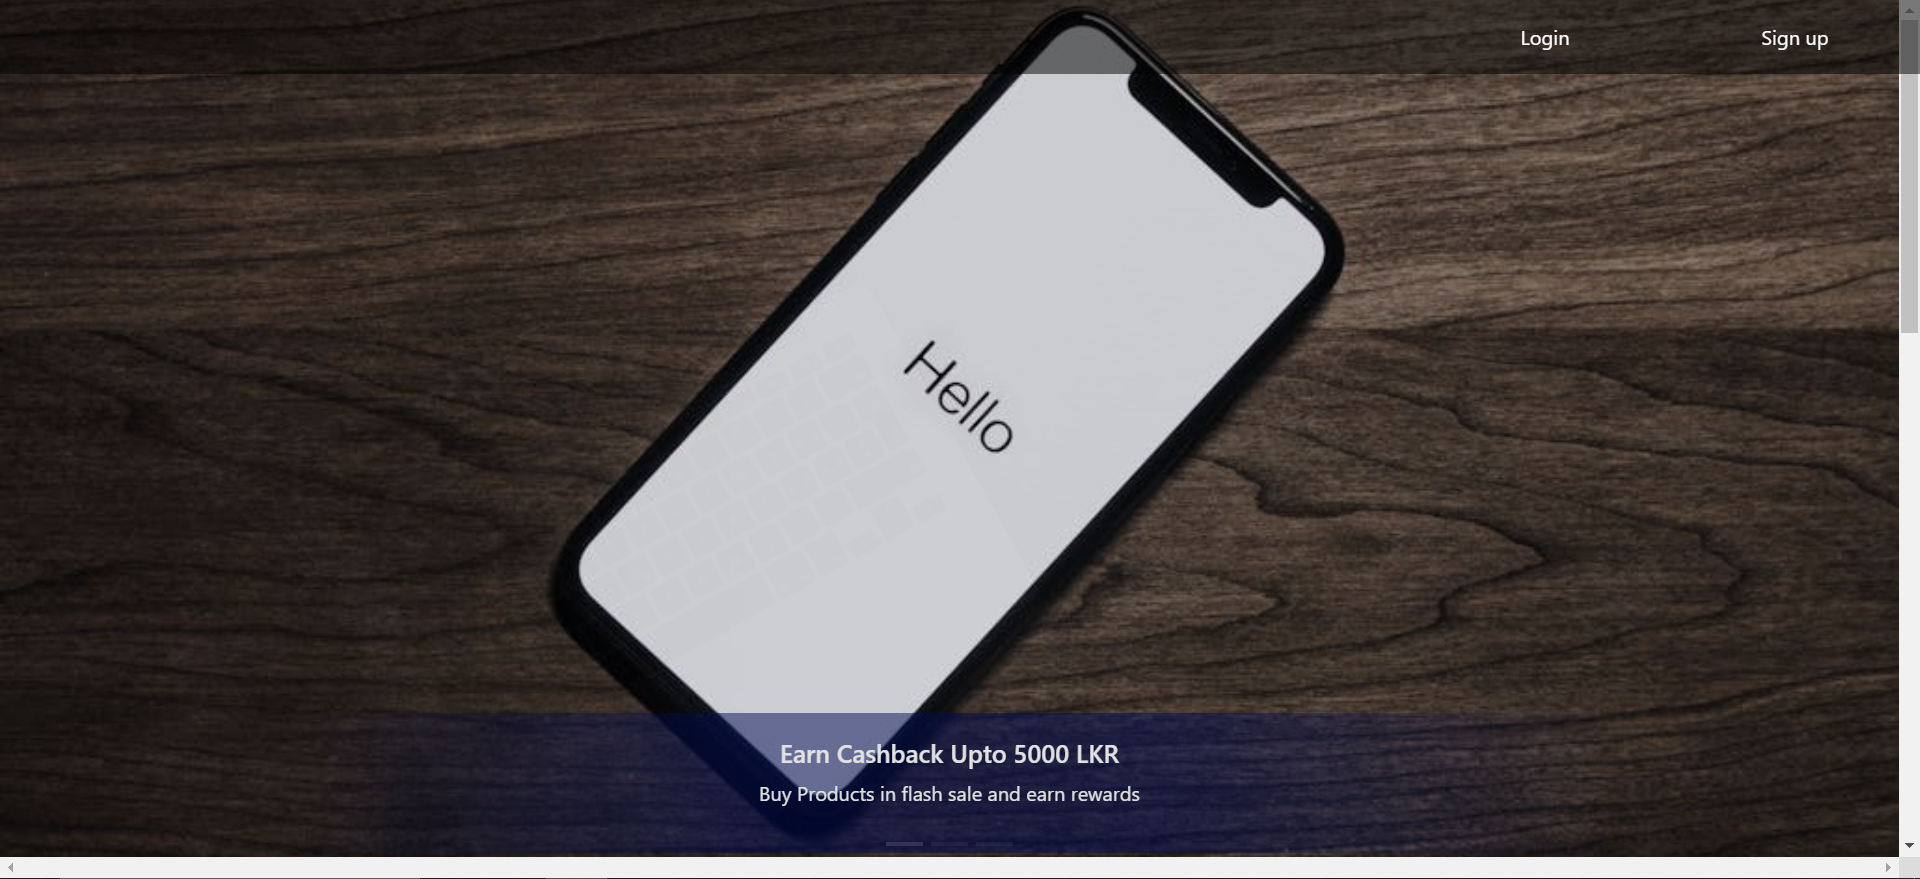 Login
Sign up
Hello
Earn Cashback Upto 5000 LKR
Buy Products in flash sale and earn rewards